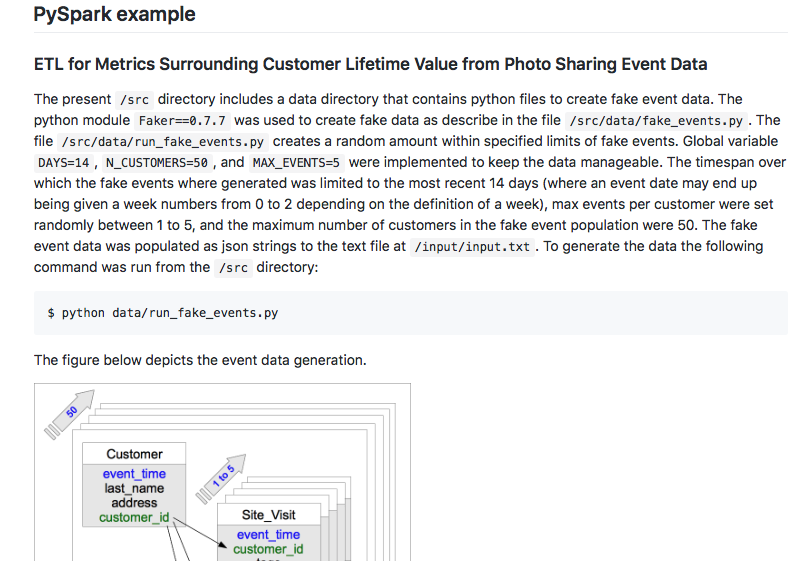 PySpark example
ETL for Metrics Surrounding Customer Lifetime Value from Photo Sharing Event Data
The present /src directory includes a data directory that contains python files to create fake event data. The
python module Faker==0.7.7 was used to create fake data as describe in the file /src/data/fake_events.py . The
file /src/data/run_fake_events.py creates a random amount within specified limits of fake events. Global variable
DAYS=14 , N_CUSTOMERS=50 , and MAX_EVENTS=5 were implemented to keep the data manageable. The timespan over
which the fake events where generated was limited to the most recent 14 days (where an event date may end up
being given a week numbers from 0 to 2 depending on the definition of a week), max events per customer were set
randomly between 1 to 5, and the maximum number of customers in the fake event population were 50. The fake
event data was populated as json strings to the text file at /input/input.txt . To generate the data the following
command was run from the /src directory:
$ python data/run_fake_events.py
The figure below depicts the event data generation.
50
Customer
event_time
last_name
address
customer_id
1 to 5
Site_Visit
event_time
customer_id